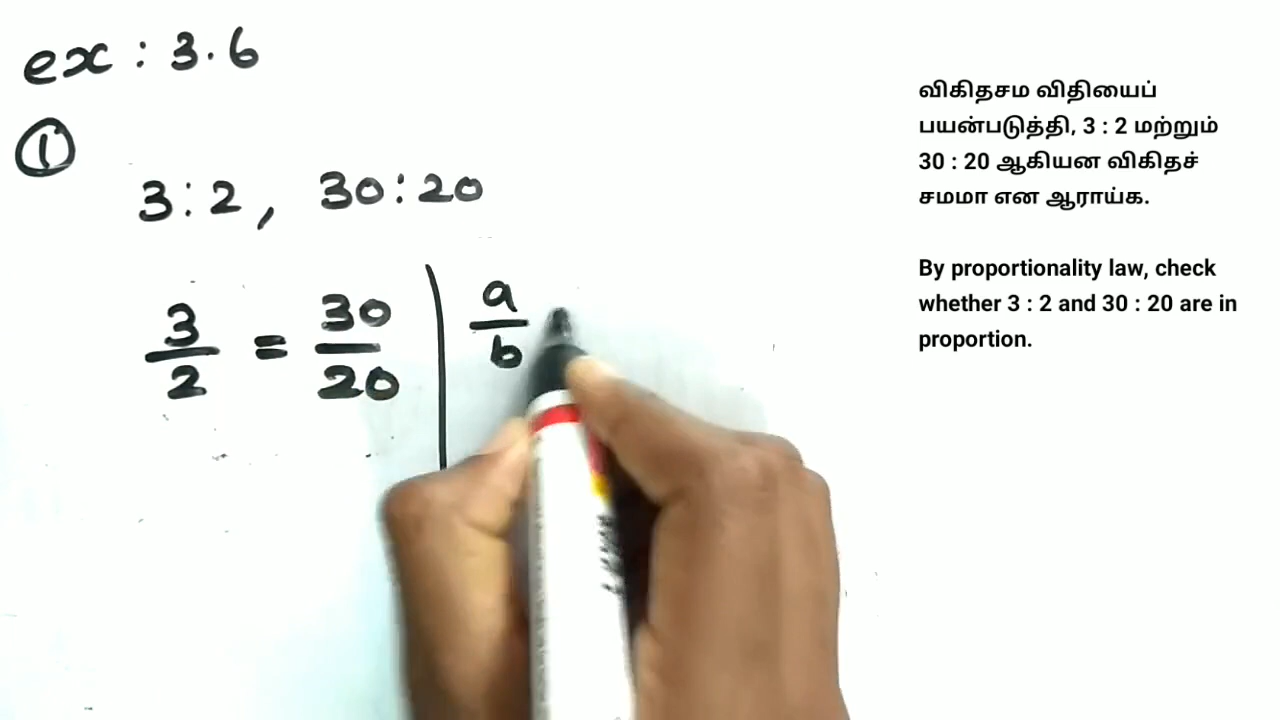 ex : 3.6
①
3:2, 30:20
3/2 = 30/20
a/b
விகிதசம விதியைப்
பயன்படுத்தி, 3 : 2 மற்றும்
30 : 20 ஆகியன விகிதச்
சமமா என ஆராய்க.
By proportionality law, check
whether 3 : 2 and 30 : 20 are in
proportion.